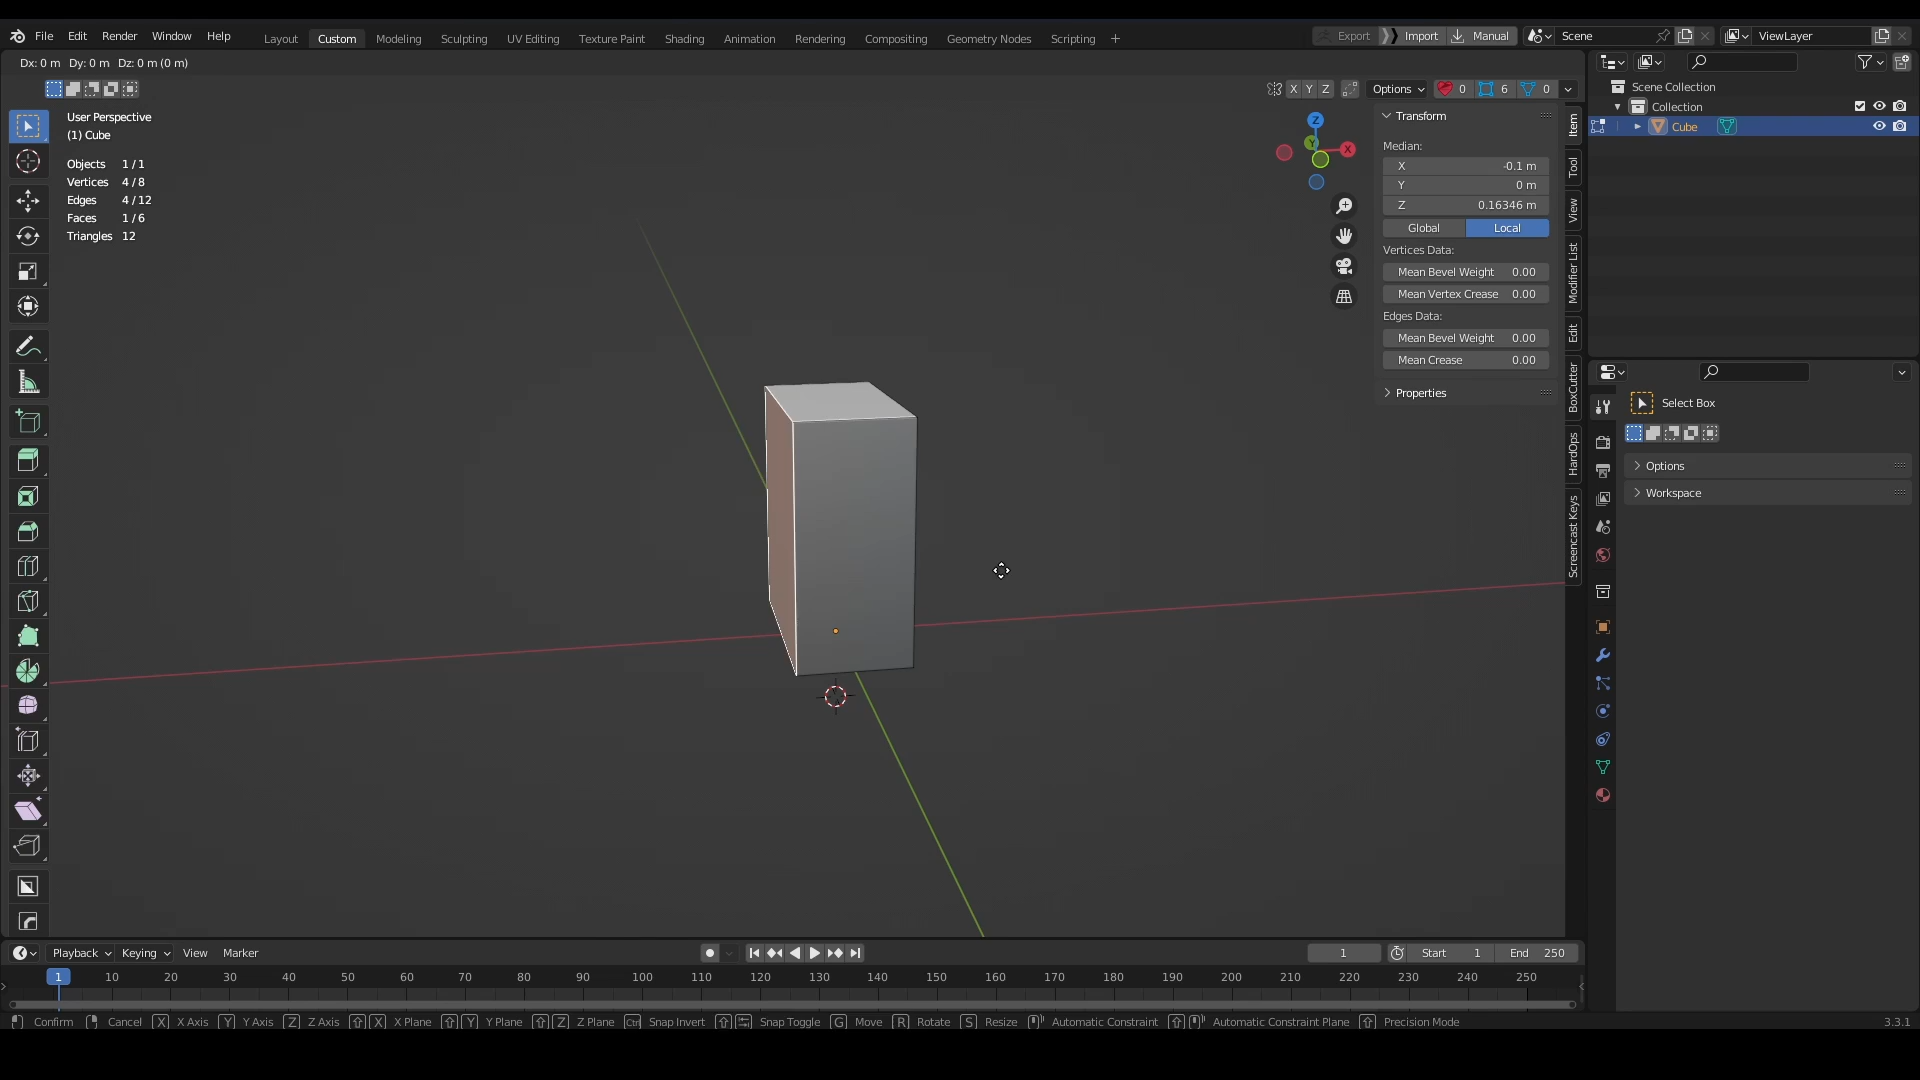 File Edit Render Window Help
Layout Custom Modeling Sculpting UV Editing Texture Paint Shading Animation Rendering Compositing Geometry Nodes Scripting +
Export Import Manual Scene ViewLayer
Dx: 0 m Dy: 0 m Dz: 0 m (0 m)
X Y Z Options 0 6 0
User Perspective
(1) Cube
Objects 1 / 1
Vertices 4 / 8
Edges 4 / 12
Faces 1 / 6
Triangles 12
Z
Y
X
Transform
Median:
X -0.1 m
Y 0 m
Z 0.16346 m
Global Local
Vertices Data:
Mean Bevel Weight 0.00
Mean Vertex Crease 0.00
Edges Data:
Mean Bevel Weight 0.00
Mean Crease 0.00
Properties
Item
Tool
View
Modifier List
Edit
BoxCutter
HardOps
Screencast Keys
Scene Collection
Collection
Cube
Select Box
Options
Workspace
Playback Keying View Marker
1 Start 1 End 250
1 10 20 30 40 50 60 70 80 90 100 110 120 130 140 150 160 170 180 190 200 210 220 230 240 250
Confirm Cancel X X Axis Y Y Axis Z Z Axis X X Plane Y Y Plane Z Z Plane Ctrl Snap Invert Snap Toggle G Move R Rotate S Resize Automatic Constraint Automatic Constraint Plane Precision Mode
3.3.1